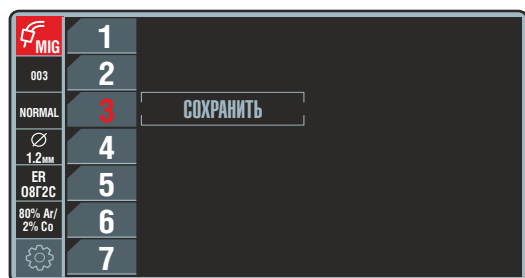 MIG
003
NORMAL
Ø
1.2мм
ER
08Г2С
80% Ar/
2% Co
1
2
3
4
5
6
7
СОХРАНИТЬ